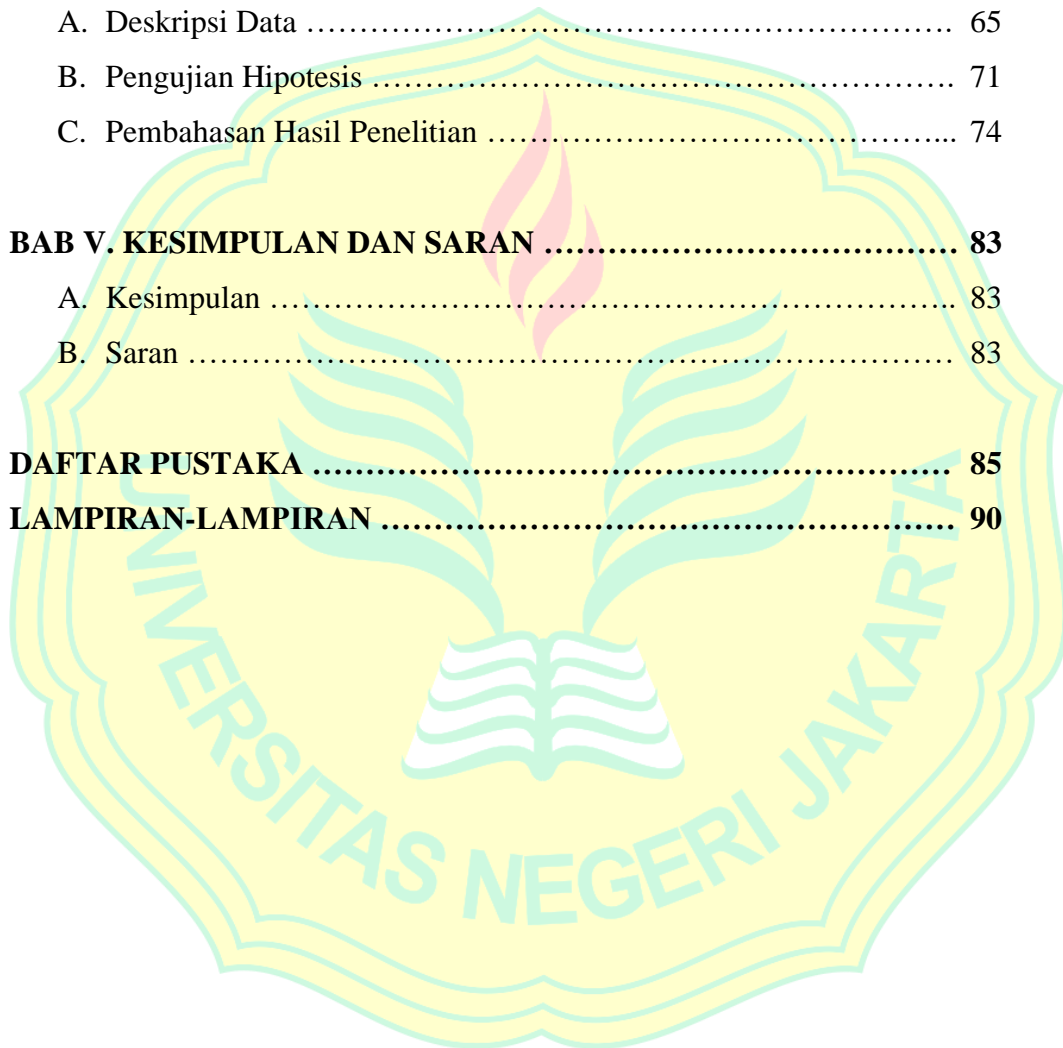 A. Deskripsi Data ………………………………………………………. 65
B. Pengujian Hipotesis ………………………………………………. 71
C. Pembahasan Hasil Penelitian ……………………………………... 74
BAB V. KESIMPULAN DAN SARAN ………………………………… 83
A. Kesimpulan ……………………………………………………….. 83
B. Saran ………………………………………………………………. 83
DAFTAR PUSTAKA …………………………………………………… 85
LAMPIRAN-LAMPIRAN ……………………………………………… 90
UNIVERSITAS NEGERI JAKARTA